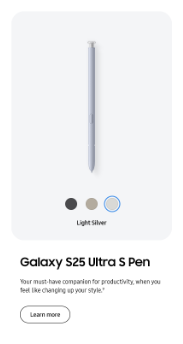 Light Silver
Galaxy S25 Ultra S Pen
Your must-have companion for productivity, when you
feel like changing up your style.*
Learn more